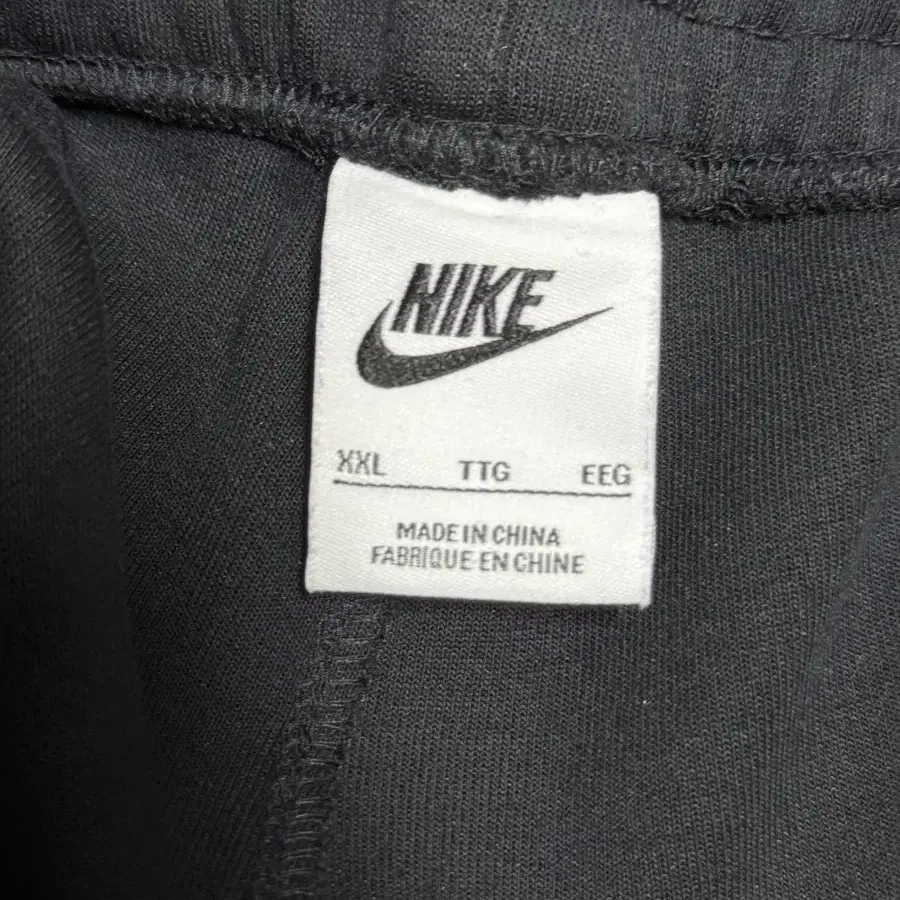 NIKE
XXL TTG EEG
MADE IN CHINA
FABRIQUE EN CHINE